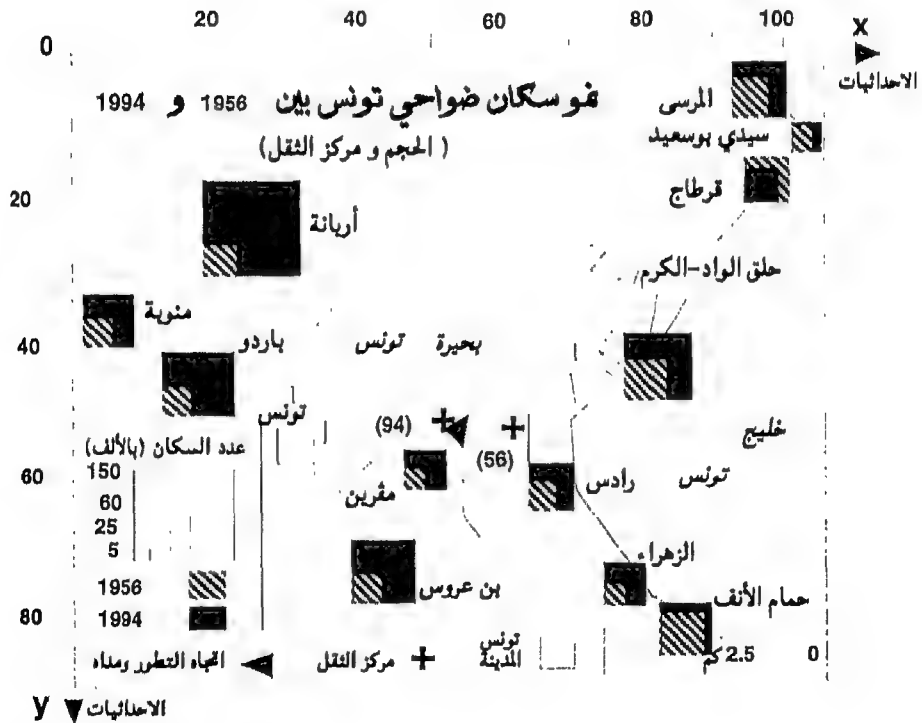 20 40 60 80 100
x
الاحداثيات
0
نمو سكان ضواحي تونس بين 1956 و 1994
( الحجم و مركز الثقل)
المرسى
سيدي بوسعيد
قرطاج
20
أريانة
حلق الواد-الكرم
منوبة
40
باردو
بحيرة تونس
تونس
خليج
تونس
(94)
(56)
عدد السكان (بالألف)
150
60
25
5
60
مڨرين
رادس
الزهراء
بن عروس
حمام الأنف
1956
1994
80
اتجاه التطور ومداه
مركز الثقل
تونس
المدينة
2.5 كم 0
y
الاحداثيات